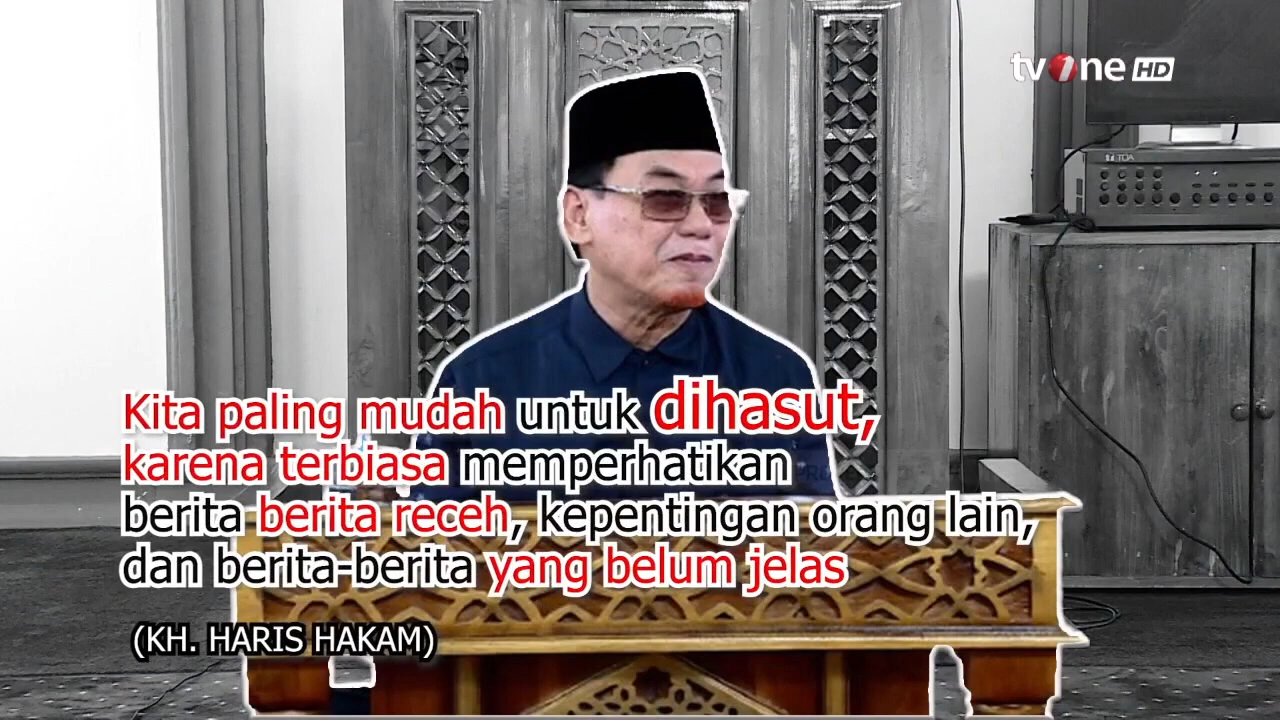 tvOne HD
TOA
Kita paling mudah untuk dihasut,
karena terbiasa memperhatikan
berita berita receh, kepentingan orang lain,
dan berita-berita yang belum jelas
(KH. HARIS HAKAM)